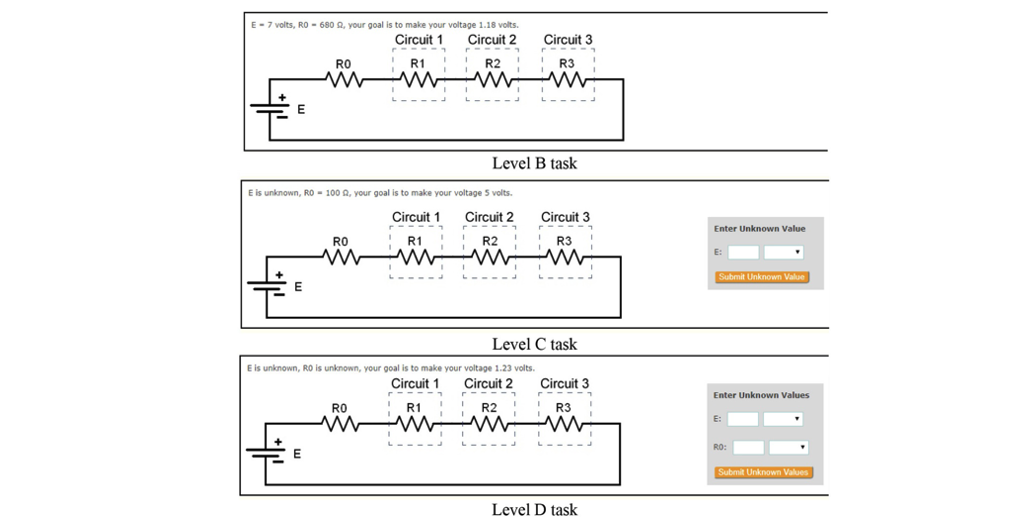 E = 7 volts, R0 = 680 Ω, your goal is to make your voltage 1.18 volts.
Circuit 1 Circuit 2 Circuit 3
R0 R1 R2 R3
+
E
Level B task
E is unknown, R0 = 100 Ω, your goal is to make your voltage 5 volts.
Circuit 1 Circuit 2 Circuit 3
R0 R1 R2 R3
+
E
Enter Unknown Value
E:
Submit Unknown Value
Level C task
E is unknown, R0 is unknown, your goal is to make your voltage 1.23 volts.
Circuit 1 Circuit 2 Circuit 3
R0 R1 R2 R3
+
E
Enter Unknown Values
E:
R0:
Submit Unknown Values
Level D task